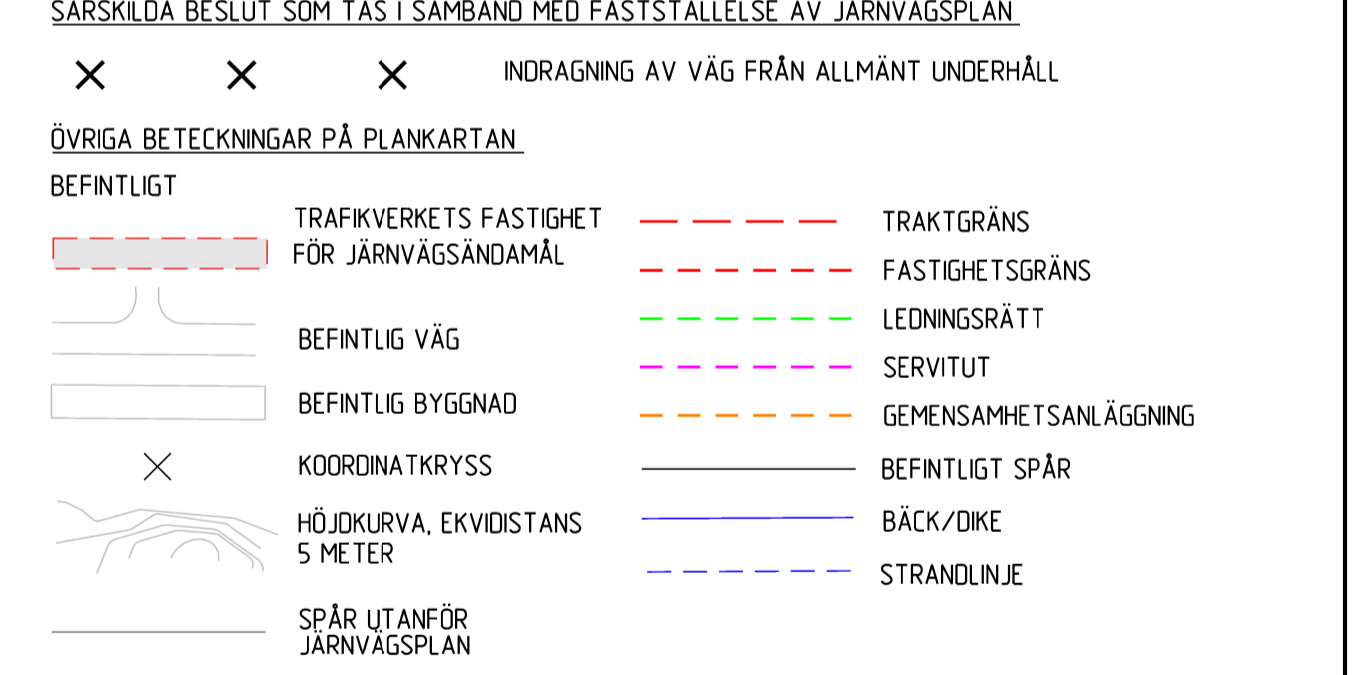 SÄRSKILDA BESLUT SOM TAS I SAMBAND MED FASTSTÄLLELSE AV JÄRNVÄGSPLAN
INDRAGNING AV VÄG FRÅN ALLMÄNT UNDERHÅLL
ÖVRIGA BETECKNINGAR PÅ PLANKARTAN
BEFINTLIGT
TRAFIKVERKETS FASTIGHET
FÖR JÄRNVÄGSÄNDAMÅL
BEFINTLIG VÄG
BEFINTLIG BYGGNAD
KOORDINATKRYSS
HÖJDKURVA, EKVIDISTANS
5 METER
SPÅR UTANFÖR
JÄRNVÄGSPLAN
TRAKTGRÄNS
FASTIGHETSGRÄNS
LEDNINGSRÄTT
SERVITUT
GEMENSAMHETSANLÄGGNING
BEFINTLIGT SPÅR
BÄCK/DIKE
STRANDLINJE